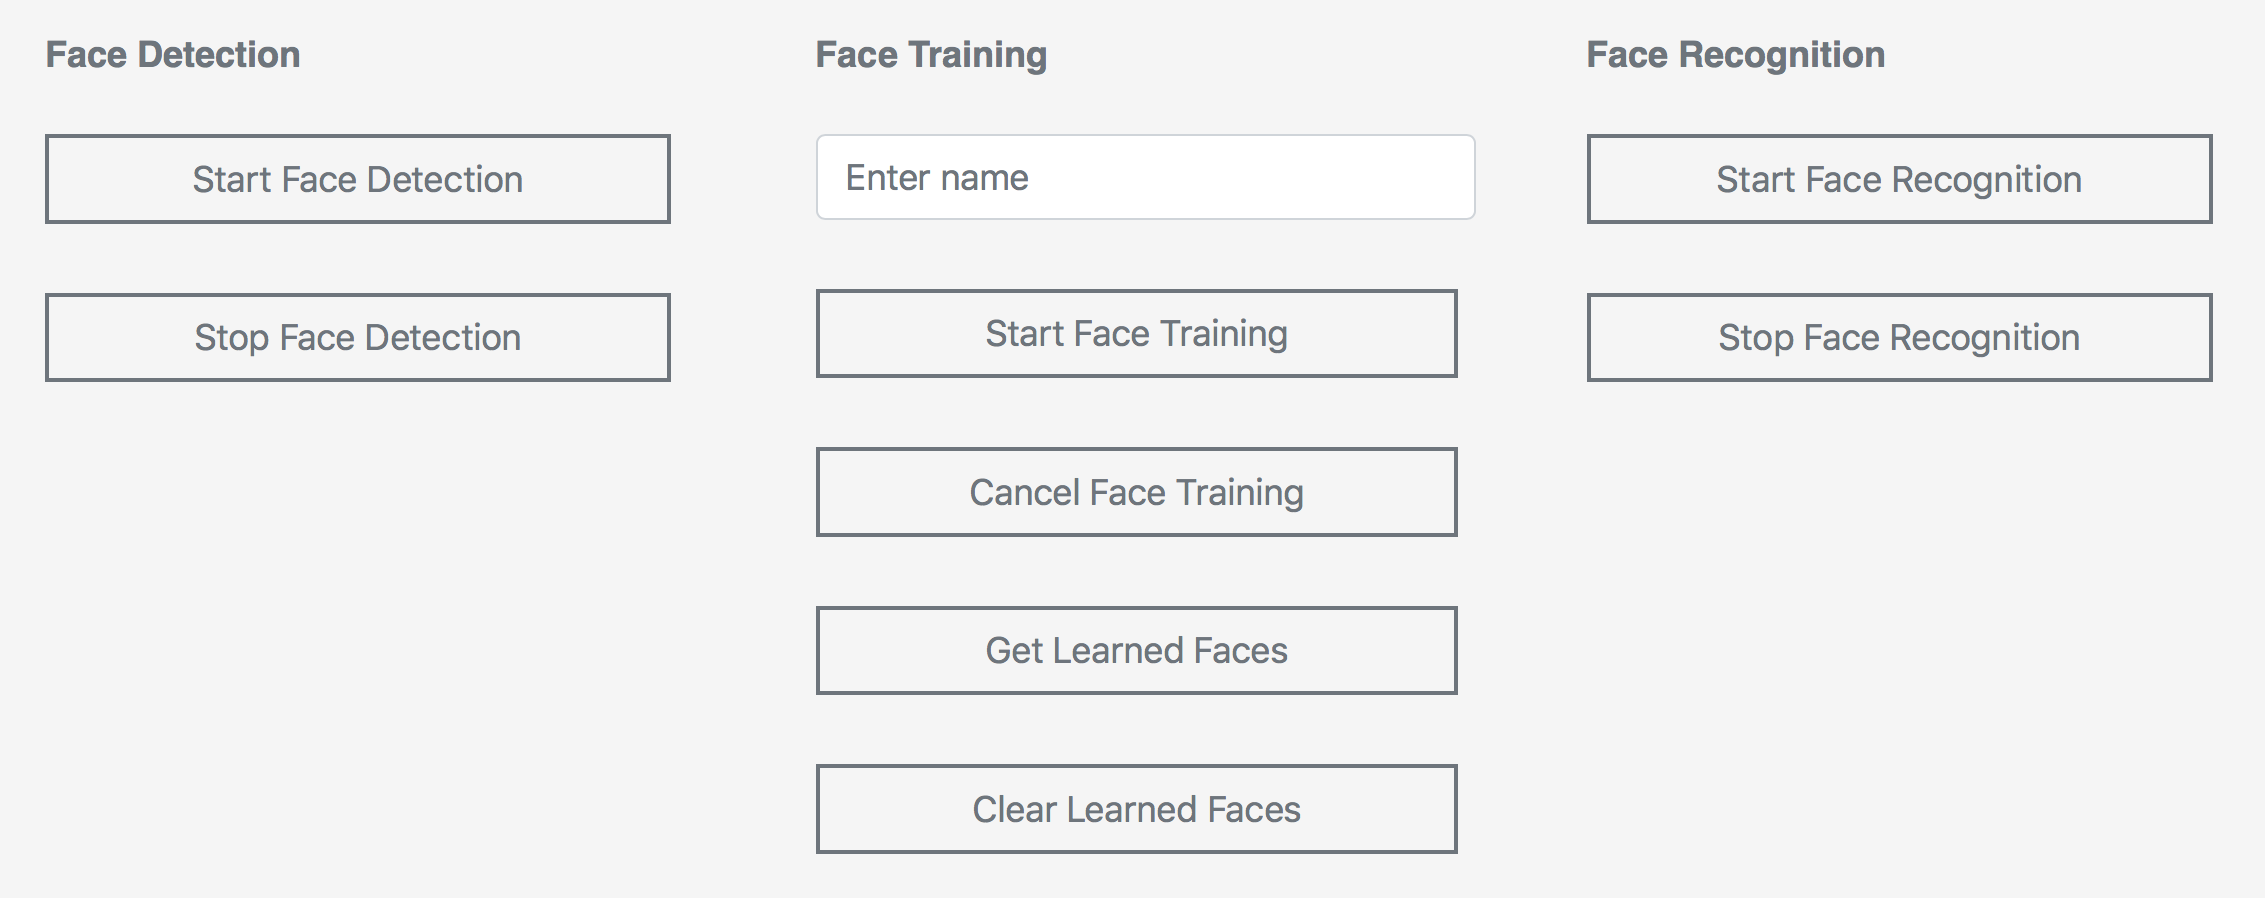 Face Detection
Start Face Detection
Stop Face Detection
Face Training
Enter name
Start Face Training
Cancel Face Training
Get Learned Faces
Clear Learned Faces
Face Recognition
Start Face Recognition
Stop Face Recognition